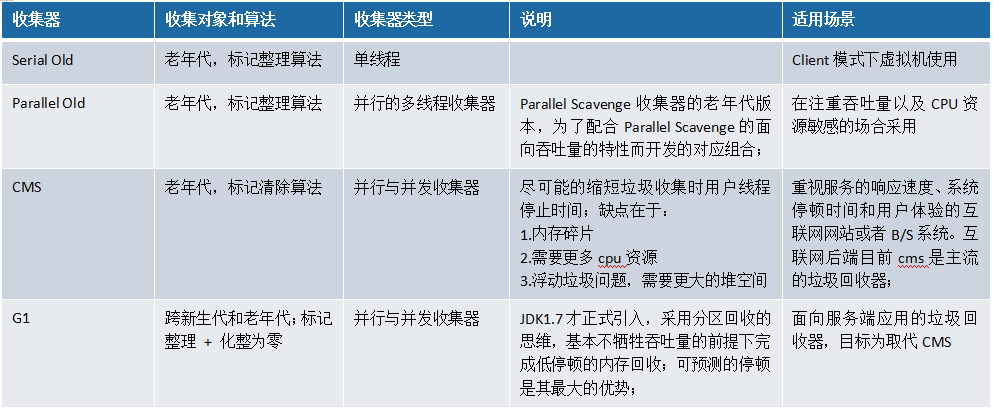 收集器 收集对象和算法 收集器类型 说明 适用场景
Serial Old 老年代，标记整理算法 单线程 Client 模式下虚拟机使用
Parallel Old 老年代，标记整理算法 并行的多线程收集器 Parallel Scavenge 收集器的老年代版 在注重吞吐量以及 CPU 资
本，为了配合 Parallel Scavenge 的面 源敏感的场合采用
向吞吐量的特性而开发的对应组合；
CMS 老年代，标记清除算法 并行与并发收集器 尽可能的缩短垃圾收集时用户线程 重视服务的响应速度、系统
停止时间；缺点在于： 停顿时间和用户体验的互
1.内存碎片 联网网站或者 B/S 系统。互
2.需要更多 cpu 资源 联网后端目前 cms 是主流
3.浮动垃圾问题，需要更大的堆空间 的垃圾回收器；
G1 跨新生代和老年代；标记 并行与并发收集器 JDK1.7 才正式引入，采用分区回收的 面向服务端应用的垃圾回
整理 + 化整为零 思维，基本不牺牲吞吐量的前提下完 收器，目标为取代 CMS
成低停顿的内存回收；可预测的停顿
是其最大的优势；